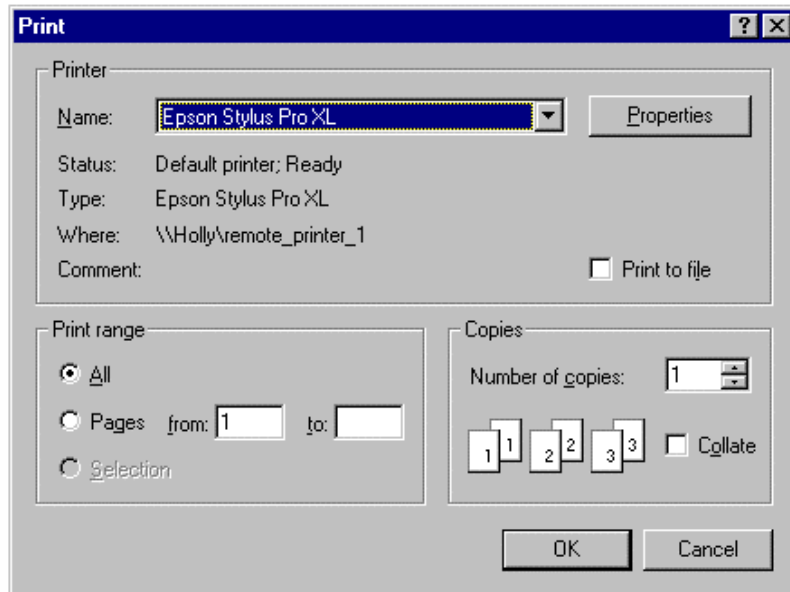 Print
Printer
Name: Epson Stylus Pro XL Properties
Status: Default printer; Ready
Type: Epson Stylus Pro XL
Where: \\Holly\remote_printer_1
Comment: Print to file
Print range
All
Pages from: 1 to:
Selection
Copies
Number of copies: 1
1 1 2 2 3 3 Collate
OK Cancel